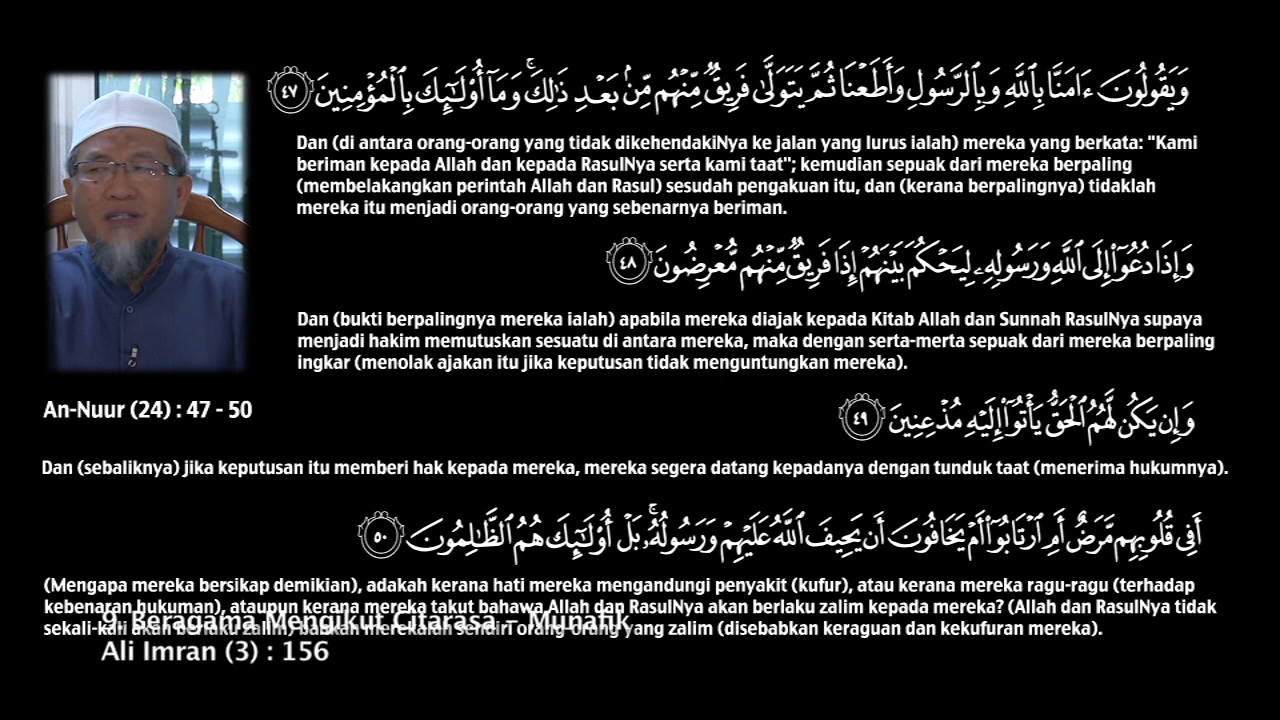 وَيَقُولُونَ ءَامَنَّا بِٱللَّهِ وَبِٱلرَّسُولِ وَأَطَعْنَا ثُمَّ يَتَوَلَّىٰ فَرِيقٌ مِّنْهُم مِّنۢ بَعْدِ ذَٰلِكَ ۚ وَمَآ أُو۟لَـٰٓئِكَ بِٱلْمُؤْمِنِينَ ٤٧
Dan (di antara orang-orang yang tidak dikehendakiNya ke jalan yang lurus ialah) mereka yang berkata: "Kami
beriman kepada Allah dan kepada RasulNya serta kami taat"; kemudian sepuak dari mereka berpaling
(membelakangkan perintah Allah dan Rasul) sesudah pengakuan itu, dan (kerana berpalingnya) tidaklah
mereka itu menjadi orang-orang yang sebenarnya beriman.
وَإِذَا دُعُوٓا۟ إِلَى ٱللَّهِ وَرَسُولِهِۦ لِيَحْكُمَ بَيْنَهُمْ إِذَا فَرِيقٌ مِّنْهُم مُّعْرِضُونَ ٤٨
Dan (bukti berpalingnya mereka ialah) apabila mereka diajak kepada Kitab Allah dan Sunnah RasulNya supaya
menjadi hakim memutuskan sesuatu di antara mereka, maka dengan serta-merta sepuak dari mereka berpaling
ingkar (menolak ajakan itu jika keputusan tidak menguntungkan mereka).
An-Nuur (24) : 47 - 50
وَإِن يَكُن لَّهُمُ ٱلْحَقُّ يَأْتُوٓا۟ إِلَيْهِ مُذْعِنِينَ ٤٩
Dan (sebaliknya) jika keputusan itu memberi hak kepada mereka, mereka segera datang kepadanya dengan tunduk taat (menerima hukumnya).
أَفِى قُلُوبِهِم مَّرَضٌ أَمِ ٱرْتَابُوٓا۟ أَمْ يَخَافُونَ أَن يَحِيفَ ٱللَّهُ عَلَيْهِمْ وَرَسُولُهُۥ ۚ بَلْ أُو۟لَـٰٓئِكَ هُمُ ٱلظَّـٰلِمُونَ ٥٠
(Mengapa mereka bersikap demikian), adakah kerana hati mereka mengandungi penyakit (kufur), atau kerana mereka ragu-ragu (terhadap
kebenaran hukuman), ataupun kerana mereka takut bahawa Allah dan RasulNya akan berlaku zalim kepada mereka? (Allah dan RasulNya tidak
sekali-kali akan berlaku zalim) bahkan merekalah sendiri orang-orang yang zalim (disebabkan keraguan dan kekufuran mereka).
9. Beragama Mengikut Citarasa – Munafik
Ali Imran (3) : 156